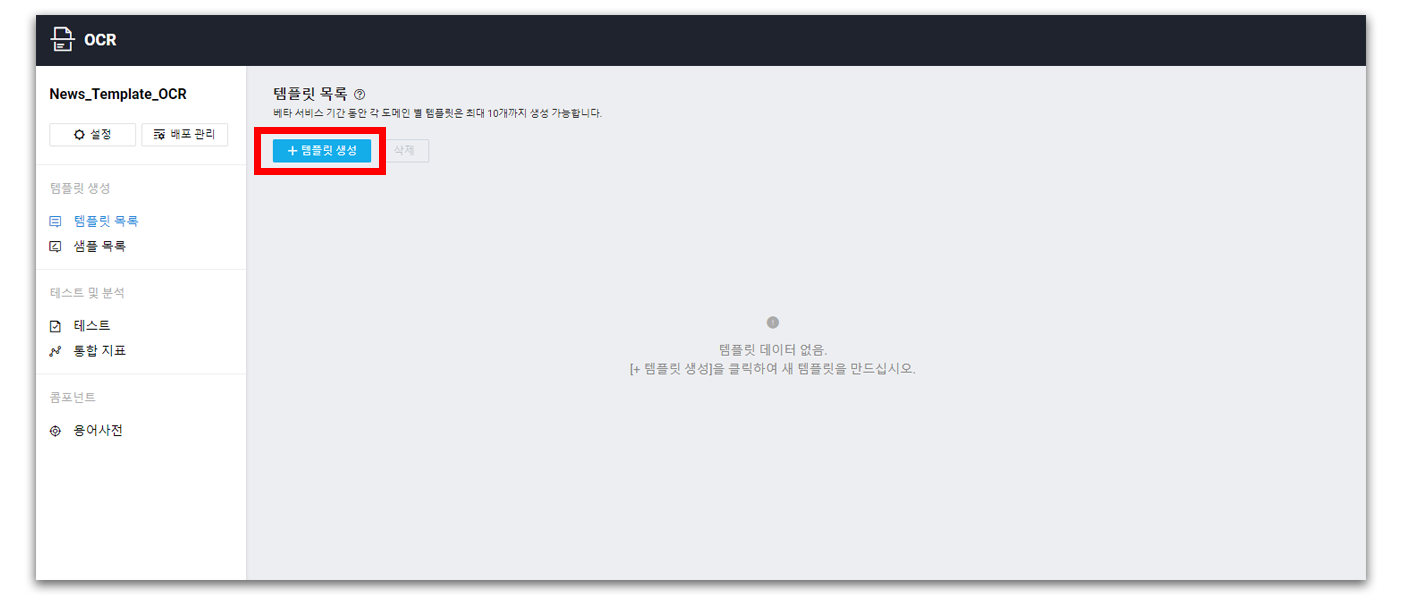 OCR
News_Template_OCR
설정 배포 관리
템플릿 생성
템플릿 목록
샘플 목록
테스트 및 분석
테스트
통합 지표
콤포넌트
용어사전
템플릿 목록
베타 서비스 기간 동안 각 도메인 별 템플릿은 최대 10개까지 생성 가능합니다.
+ 템플릿 생성 삭제
템플릿 데이터 없음.
[+ 템플릿 생성]을 클릭하여 새 템플릿을 만드십시오.